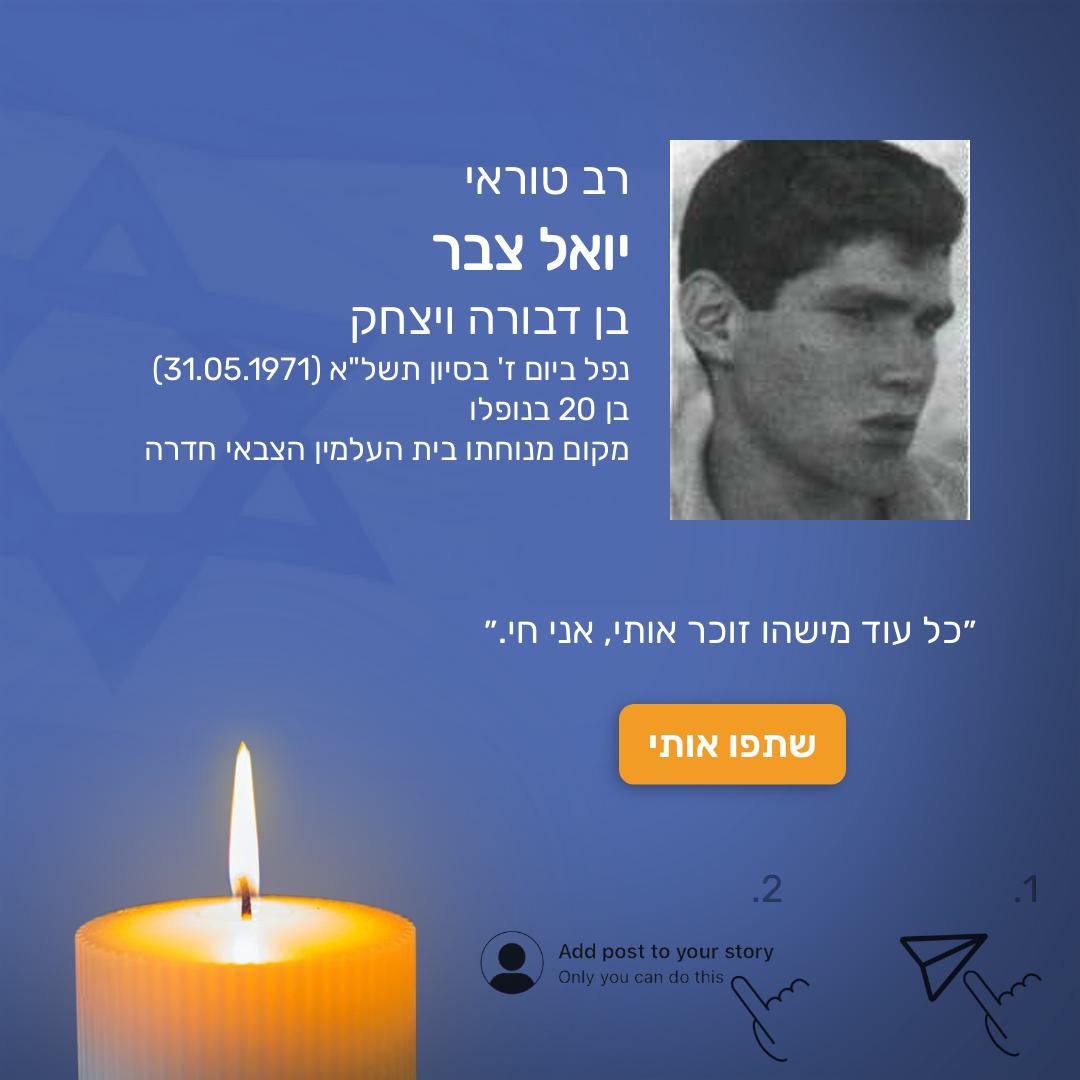 רב טוראי
יואל צבר
בן דבורה ויצחק
נפל ביום ז' בסיון תשל"א (31.05.1971)
בן 20 בנופלו
מקום מנוחתו בית העלמין הצבאי חדרה
״כל עוד מישהו זוכר אותי, אני חי.״
שתפו אותי
.1
.2
Add post to your story
Only you can do this